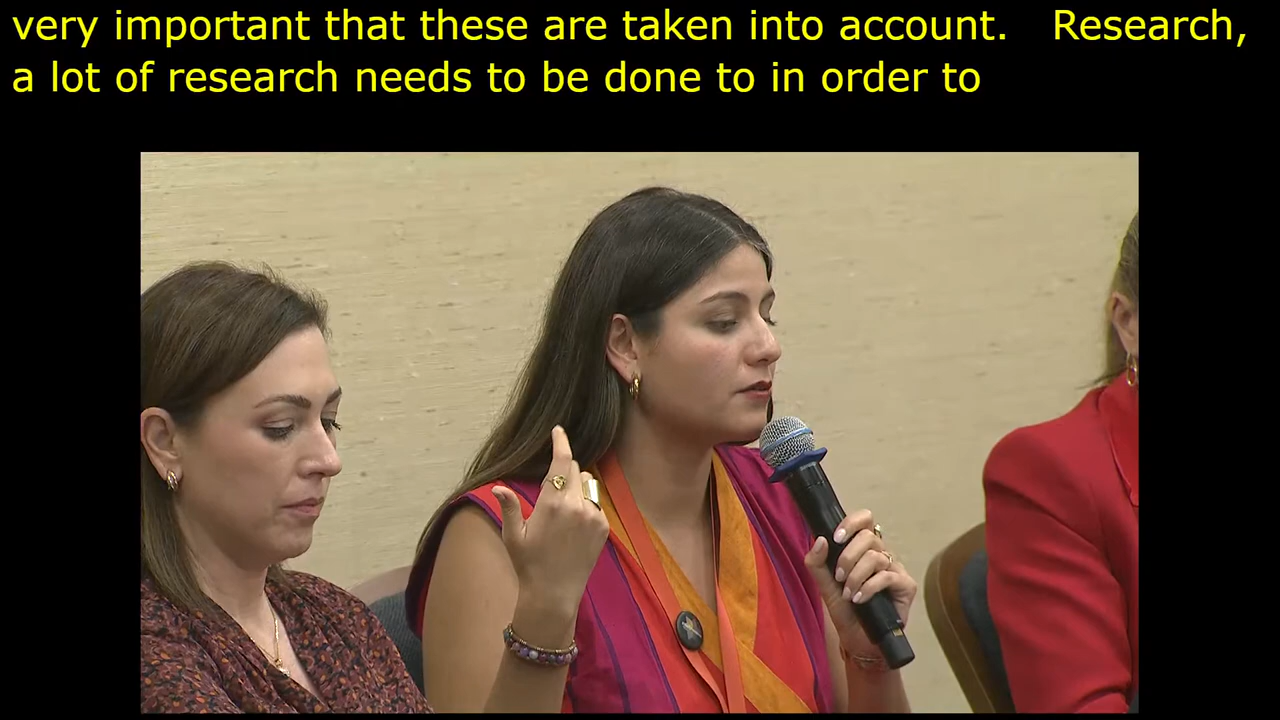 very important that these are taken into account. Research,
a lot of research needs to be done to in order to